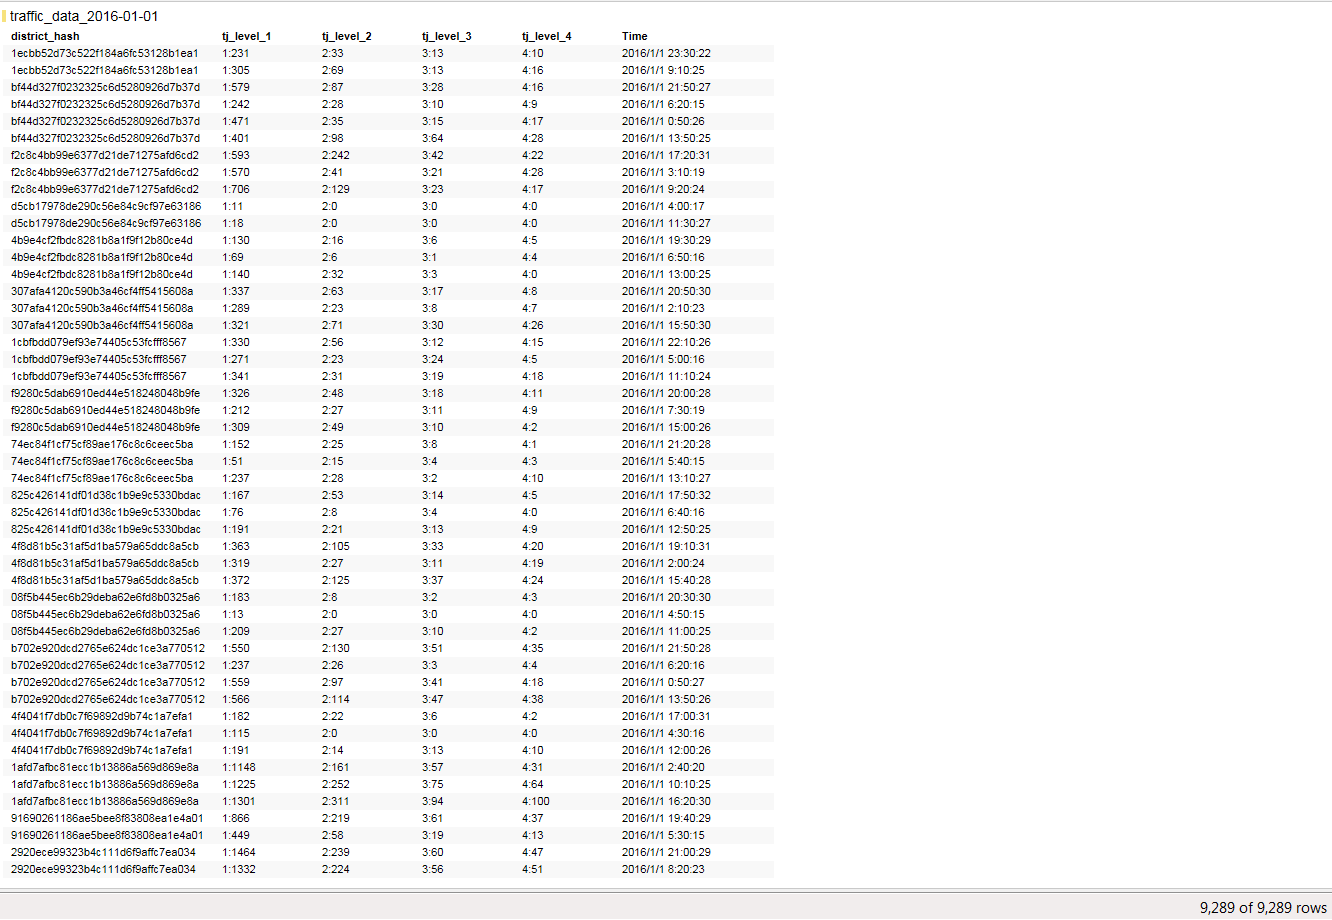 traffic_data_2016-01-01
district_hash tj_level_1 tj_level_2 tj_level_3 tj_level_4 Time
1ecbb52d73c522f184a6fc53128b1ea1 1:231 2:33 3:13 4:10 2016/1/1 23:30:22
1ecbb52d73c522f184a6fc53128b1ea1 1:305 2:69 3:13 4:16 2016/1/1 9:10:25
bf44d327f0232325c6d5280926d7b37d 1:579 2:87 3:28 4:16 2016/1/1 21:50:27
bf44d327f0232325c6d5280926d7b37d 1:242 2:28 3:10 4:9 2016/1/1 6:20:15
bf44d327f0232325c6d5280926d7b37d 1:471 2:35 3:15 4:17 2016/1/1 0:50:26
bf44d327f0232325c6d5280926d7b37d 1:401 2:98 3:64 4:28 2016/1/1 13:50:25
f2c8c4bb99e6377d21de71275afd6cd2 1:593 2:242 3:42 4:22 2016/1/1 17:20:31
f2c8c4bb99e6377d21de71275afd6cd2 1:570 2:41 3:21 4:28 2016/1/1 3:10:19
f2c8c4bb99e6377d21de71275afd6cd2 1:706 2:129 3:23 4:17 2016/1/1 9:20:24
d5cb17978de290c56e84c9cf97e63186 1:11 2:0 3:0 4:0 2016/1/1 4:00:17
d5cb17978de290c56e84c9cf97e63186 1:18 2:0 3:0 4:0 2016/1/1 11:30:27
4b9e4cf2fbdc8281b8a1f9f12b80ce4d 1:130 2:16 3:6 4:5 2016/1/1 19:30:29
4b9e4cf2fbdc8281b8a1f9f12b80ce4d 1:69 2:6 3:1 4:4 2016/1/1 6:50:16
4b9e4cf2fbdc8281b8a1f9f12b80ce4d 1:140 2:32 3:3 4:0 2016/1/1 13:00:25
307afa4120c590b3a46cf4ff5415608a 1:337 2:63 3:17 4:8 2016/1/1 20:50:30
307afa4120c590b3a46cf4ff5415608a 1:289 2:23 3:8 4:7 2016/1/1 2:10:23
307afa4120c590b3a46cf4ff5415608a 1:321 2:71 3:30 4:26 2016/1/1 15:50:30
1cbfbdd079ef93e74405c53fcfff8567 1:330 2:56 3:12 4:15 2016/1/1 22:10:26
1cbfbdd079ef93e74405c53fcfff8567 1:271 2:23 3:24 4:5 2016/1/1 5:00:16
1cbfbdd079ef93e74405c53fcfff8567 1:341 2:31 3:19 4:18 2016/1/1 11:10:24
f9280c5dab6910ed44e518248048b9fe 1:326 2:48 3:18 4:11 2016/1/1 20:00:28
f9280c5dab6910ed44e518248048b9fe 1:212 2:27 3:11 4:9 2016/1/1 7:30:19
f9280c5dab6910ed44e518248048b9fe 1:309 2:49 3:10 4:2 2016/1/1 15:00:26
74ec84f1cf75cf89ae176c8c6ceec5ba 1:152 2:25 3:8 4:1 2016/1/1 21:20:28
74ec84f1cf75cf89ae176c8c6ceec5ba 1:51 2:15 3:4 4:3 2016/1/1 5:40:15
74ec84f1cf75cf89ae176c8c6ceec5ba 1:237 2:28 3:2 4:10 2016/1/1 13:10:27
825c426141df01d38c1b9e9c5330bdac 1:167 2:53 3:14 4:5 2016/1/1 17:50:32
825c426141df01d38c1b9e9c5330bdac 1:76 2:8 3:4 4:0 2016/1/1 6:40:16
825c426141df01d38c1b9e9c5330bdac 1:191 2:21 3:13 4:9 2016/1/1 12:50:25
4f8d81b5c31af5d1ba579a65ddc8a5cb 1:363 2:105 3:33 4:20 2016/1/1 19:10:31
4f8d81b5c31af5d1ba579a65ddc8a5cb 1:319 2:27 3:11 4:19 2016/1/1 2:00:24
4f8d81b5c31af5d1ba579a65ddc8a5cb 1:372 2:125 3:37 4:24 2016/1/1 15:40:28
08f5b445ec6b29deba62e6fd8b0325a6 1:183 2:8 3:2 4:3 2016/1/1 20:30:30
08f5b445ec6b29deba62e6fd8b0325a6 1:13 2:0 3:0 4:0 2016/1/1 4:50:15
08f5b445ec6b29deba62e6fd8b0325a6 1:209 2:27 3:10 4:2 2016/1/1 11:00:25
b702e920dcd2765e624dc1ce3a770512 1:550 2:130 3:51 4:35 2016/1/1 21:50:28
b702e920dcd2765e624dc1ce3a770512 1:237 2:26 3:3 4:4 2016/1/1 6:20:16
b702e920dcd2765e624dc1ce3a770512 1:559 2:97 3:41 4:18 2016/1/1 0:50:27
b702e920dcd2765e624dc1ce3a770512 1:566 2:114 3:47 4:38 2016/1/1 13:50:26
4f4041f7db0c7f69892d9b74c1a7efa1 1:182 2:22 3:6 4:2 2016/1/1 17:00:31
4f4041f7db0c7f69892d9b74c1a7efa1 1:115 2:0 3:0 4:0 2016/1/1 4:30:16
4f4041f7db0c7f69892d9b74c1a7efa1 1:191 2:14 3:13 4:10 2016/1/1 12:00:26
1afd7afbc81ecc1b13886a569d869e8a 1:1148 2:161 3:57 4:31 2016/1/1 2:40:20
1afd7afbc81ecc1b13886a569d869e8a 1:1225 2:252 3:75 4:64 2016/1/1 10:10:25
1afd7afbc81ecc1b13886a569d869e8a 1:1301 2:311 3:94 4:100 2016/1/1 16:20:30
91690261186ae5bee8f83808ea1e4a01 1:866 2:219 3:61 4:37 2016/1/1 19:40:29
91690261186ae5bee8f83808ea1e4a01 1:449 2:58 3:19 4:13 2016/1/1 5:30:15
2920ece99323b4c111d6f9affc7ea034 1:1464 2:239 3:60 4:47 2016/1/1 21:00:29
2920ece99323b4c111d6f9affc7ea034 1:1332 2:224 3:56 4:51 2016/1/1 8:20:23
9,289 of 9,289 rows